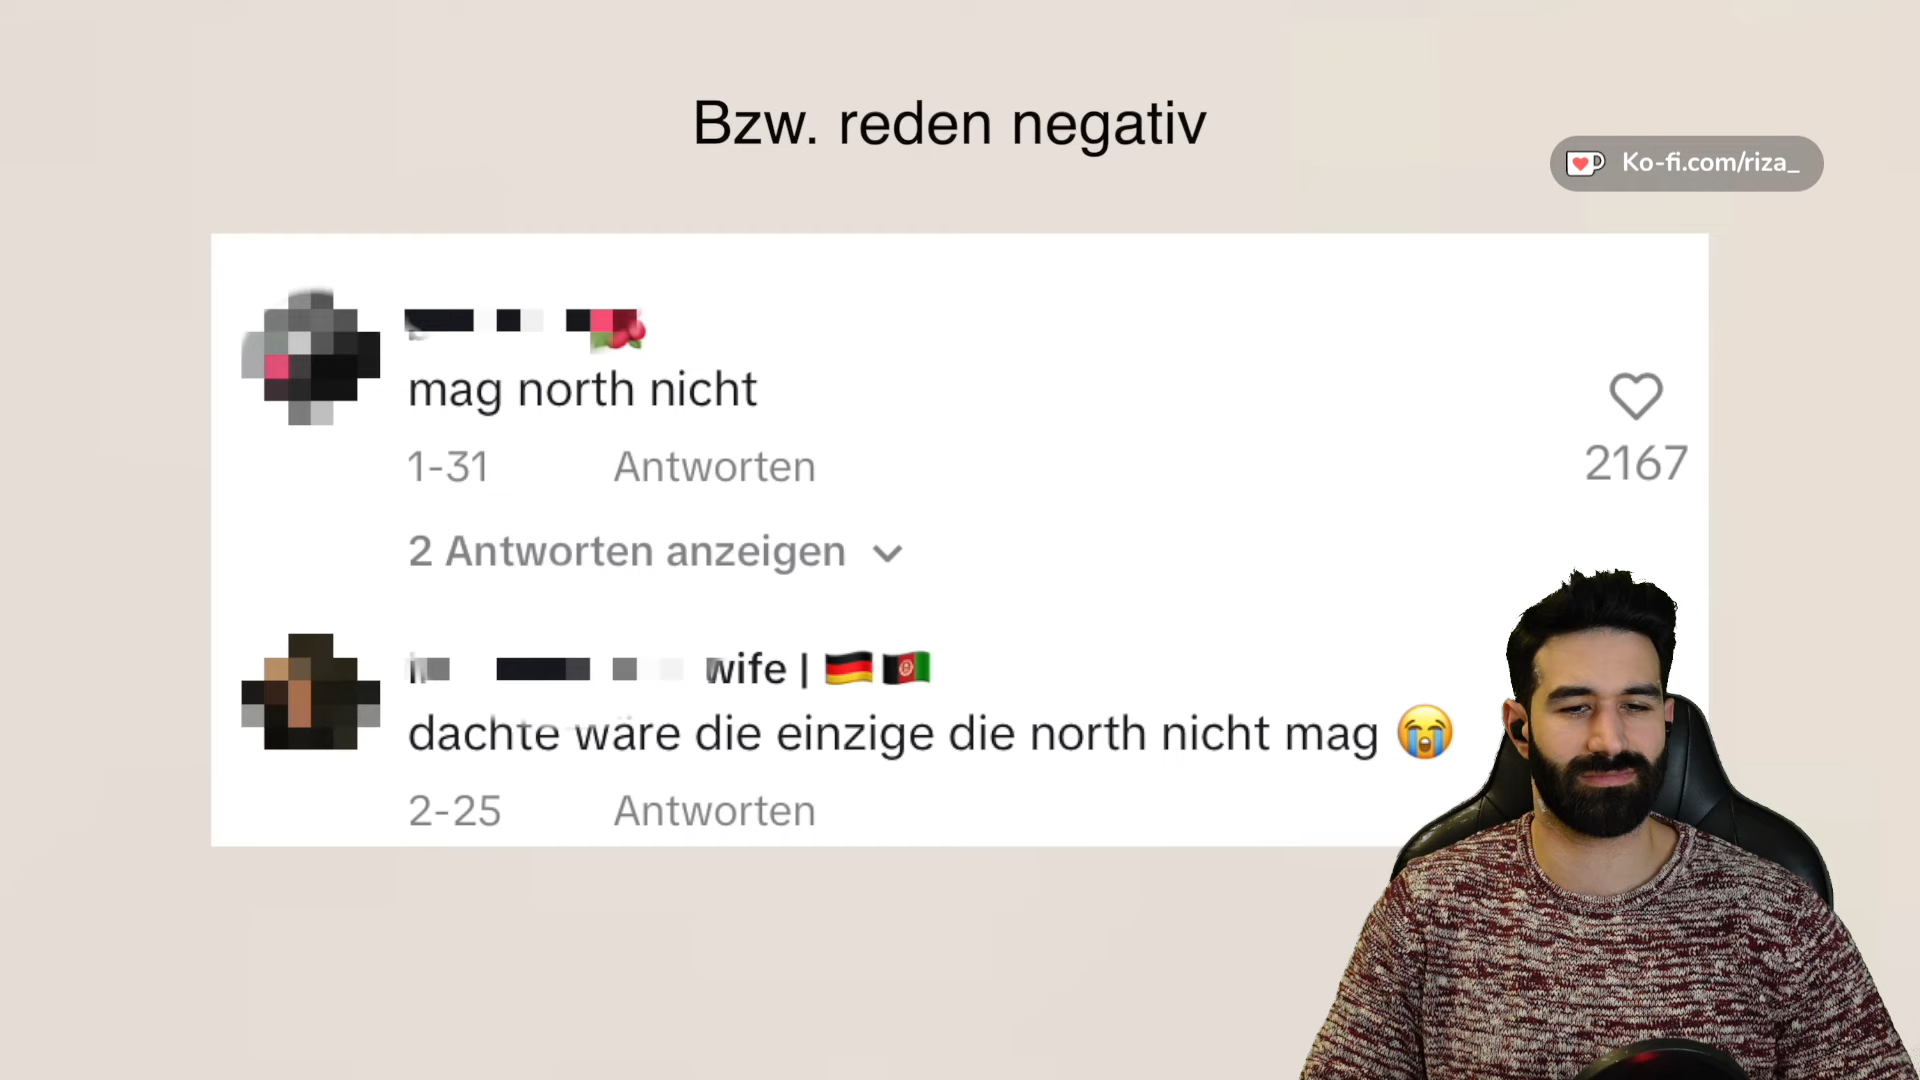 Bzw. reden negativ
Ko-fi.com/riza_
mag north nicht
1-31 Antworten
2167
2 Antworten anzeigen
wife | 🇩🇪🇦🇫
dachte wäre die einzige die north nicht mag 😭
2-25 Antworten